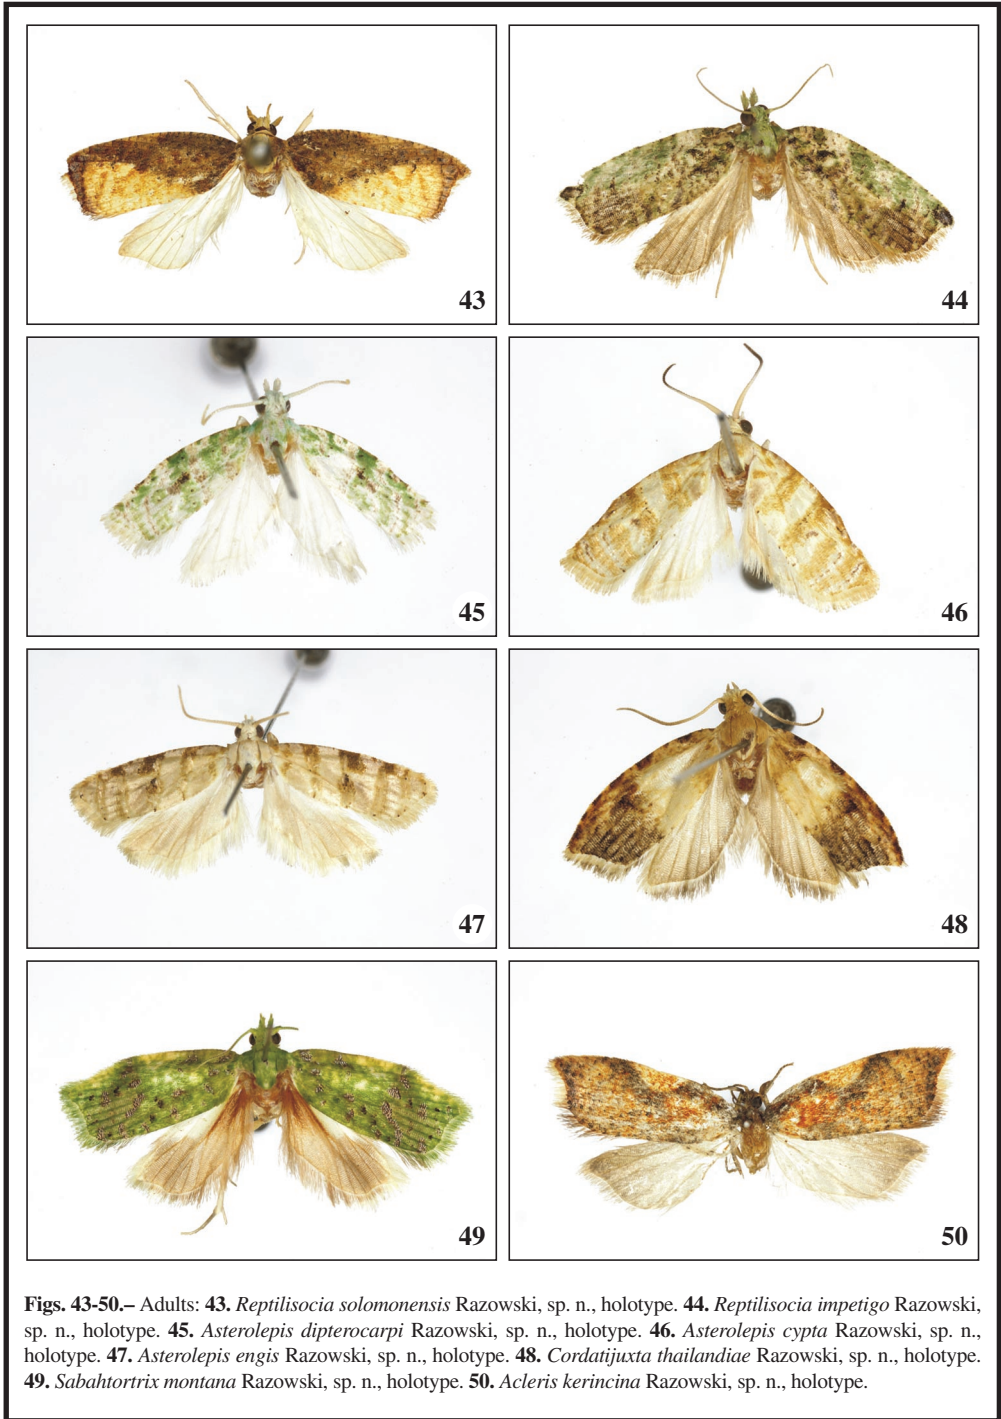 43
44
45
46
47
48
49
50
Figs. 43-50.– Adults: 43. Reptilisocia solomonensis Razowski, sp. n., holotype. 44. Reptilisocia impetigo Razowski,
sp. n., holotype. 45. Asterolepis dipterocarpi Razowski, sp. n., holotype. 46. Asterolepis cypta Razowski, sp. n.,
holotype. 47. Asterolepis engis Razowski, sp. n., holotype. 48. Cordatijuxta thailandiae Razowski, sp. n., holotype.
49. Sabahtortrix montana Razowski, sp. n., holotype. 50. Acleris kerincina Razowski, sp. n., holotype.